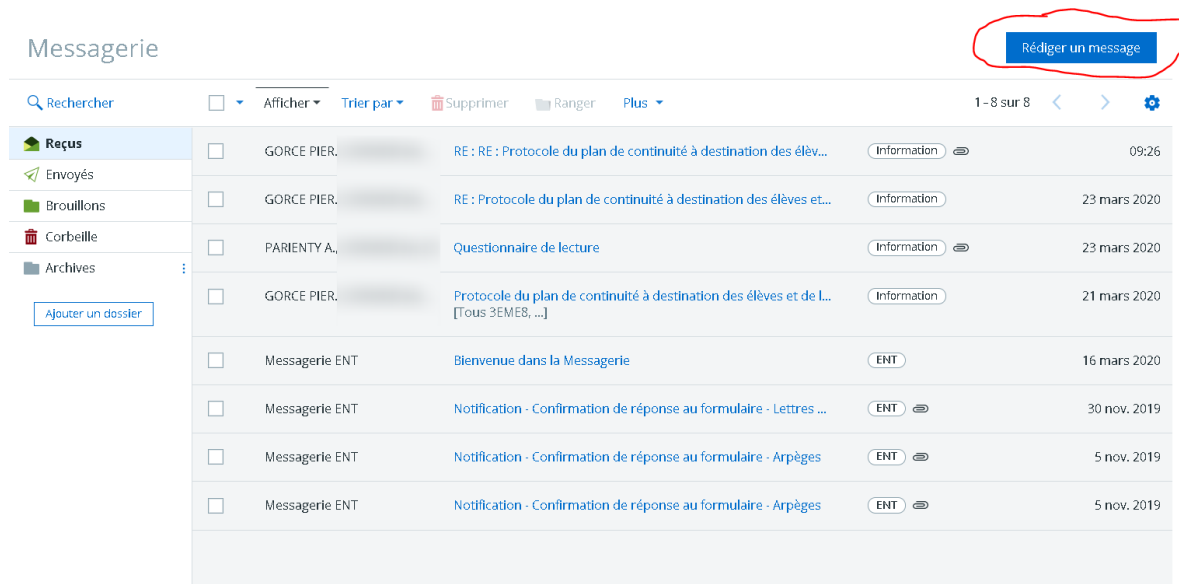 Messagerie
Rédiger un message
Rechercher
Afficher Trier par Supprimer Ranger Plus 1-8 sur 8
Reçus
Envoyés
Brouillons
Corbeille
Archives
Ajouter un dossier
GORCE PIER. RE : RE : Protocole du plan de continuité à destination des élèv... Information 09:26
GORCE PIER. RE : Protocole du plan de continuité à destination des élèves et... Information 23 mars 2020
PARIENTY A., Questionnaire de lecture Information 23 mars 2020
GORCE PIER. Protocole du plan de continuité à destination des élèves et de l... Information 21 mars 2020
[Tous 3EME8, ...]
Messagerie ENT Bienvenue dans la Messagerie ENT 16 mars 2020
Messagerie ENT Notification - Confirmation de réponse au formulaire - Lettres ... ENT 30 nov. 2019
Messagerie ENT Notification - Confirmation de réponse au formulaire - Arpèges ENT 5 nov. 2019
Messagerie ENT Notification - Confirmation de réponse au formulaire - Arpèges ENT 5 nov. 2019